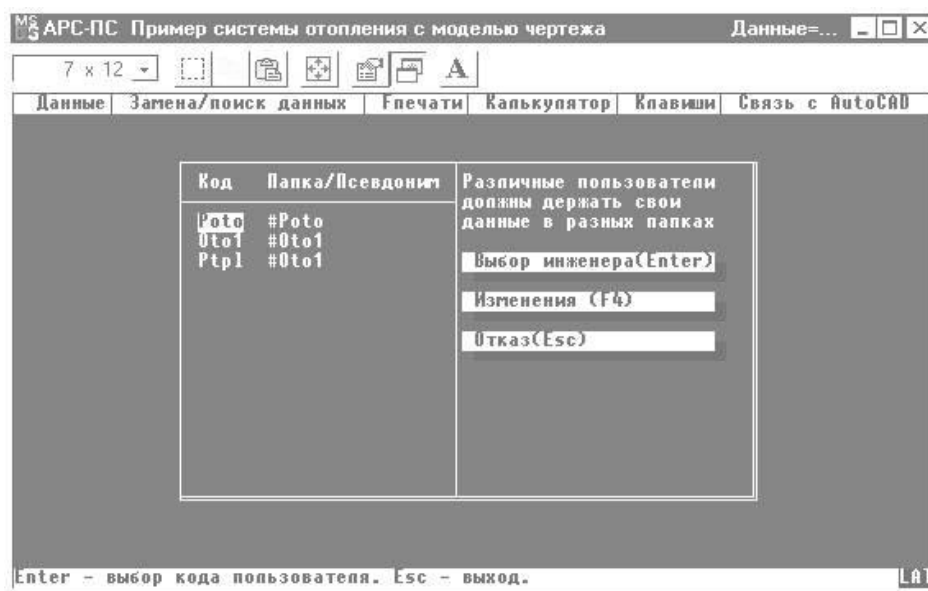 АРС-ПС Пример системы отопления с моделью чертежа Данные=...
7 x 12 A
Данные Замена/поиск данных Fпечати Калькулятор Клавиши Связь с AutoCAD
Код Папка/Псевдоним
Poto #Poto
Oto1 #Oto1
Ptpl #Oto1
Различные пользователи
должны держать свои
данные в разных папках
Выбор инженера(Enter)
Изменения (F4)
Отказ(Esc)
Enter - выбор кода пользователя. Esc - выход.